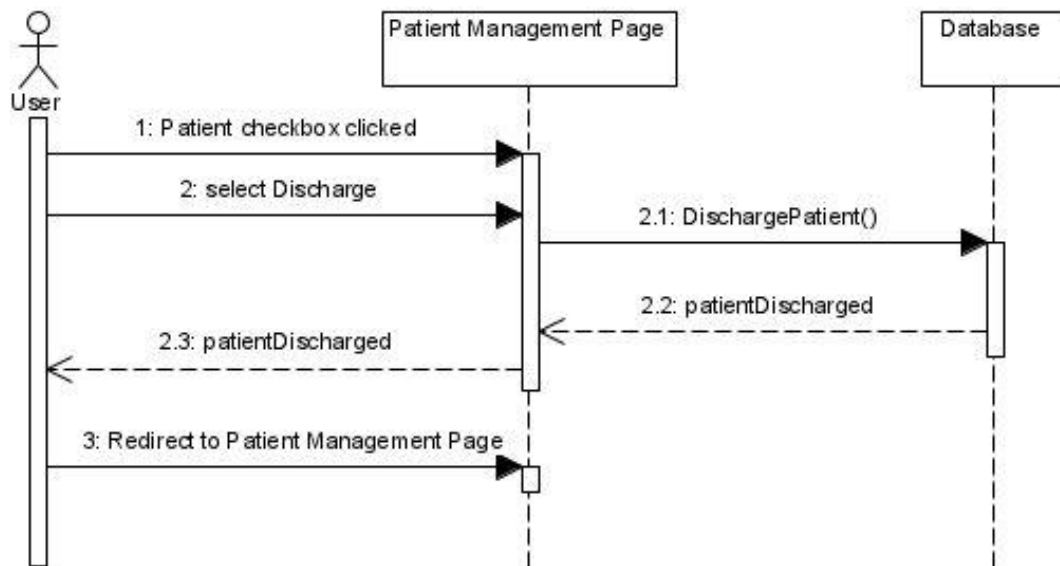 Patient Management Page
Database
User
1: Patient checkbox clicked
2: select Discharge
2.1: DischargePatient()
2.2: patientDischarged
2.3: patientDischarged
3: Redirect to Patient Management Page